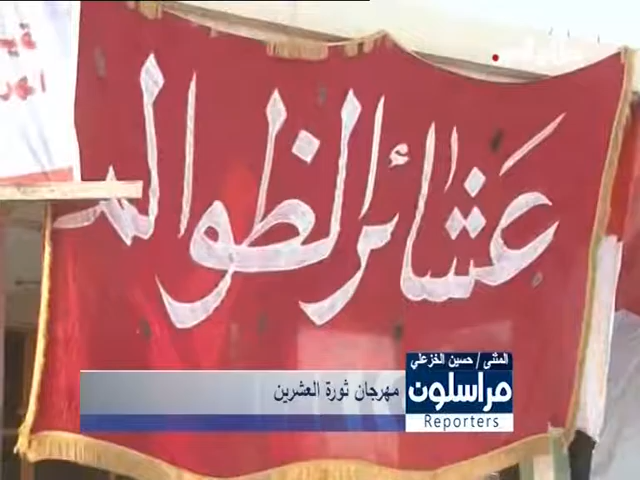 عشائر الظوالم
المثنى / حسين الخزعلي
مراسلون
Reporters
مهرجان ثورة العشرين